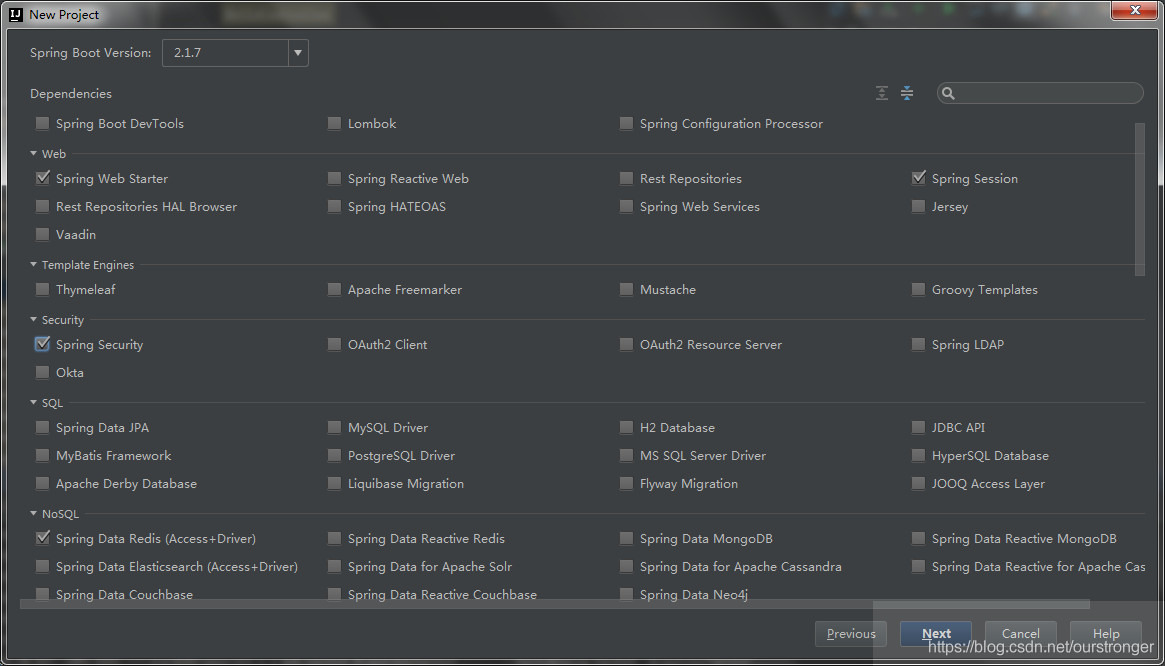 New Project
Spring Boot Version: 2.1.7
Dependencies
Spring Boot DevTools Lombok Spring Configuration Processor
Web
Spring Web Starter Spring Reactive Web Rest Repositories Spring Session
Rest Repositories HAL Browser Spring HATEOAS Spring Web Services Jersey
Vaadin
Template Engines
Thymeleaf Apache Freemarker Mustache Groovy Templates
Security
Spring Security OAuth2 Client OAuth2 Resource Server Spring LDAP
Okta
SQL
Spring Data JPA MySQL Driver H2 Database JDBC API
MyBatis Framework PostgreSQL Driver MS SQL Server Driver HyperSQL Database
Apache Derby Database Liquibase Migration Flyway Migration JOOQ Access Layer
NoSQL
Spring Data Redis (Access+Driver) Spring Data Reactive Redis Spring Data MongoDB Spring Data Reactive MongoDB
Spring Data Elasticsearch (Access+Driver) Spring Data for Apache Solr Spring Data for Apache Cassandra Spring Data Reactive for Apache Cas
Spring Data Couchbase Spring Data Reactive Couchbase Spring Data Neo4j
Previous Next Cancel Help
https://blog.csdn.net/ourstronger